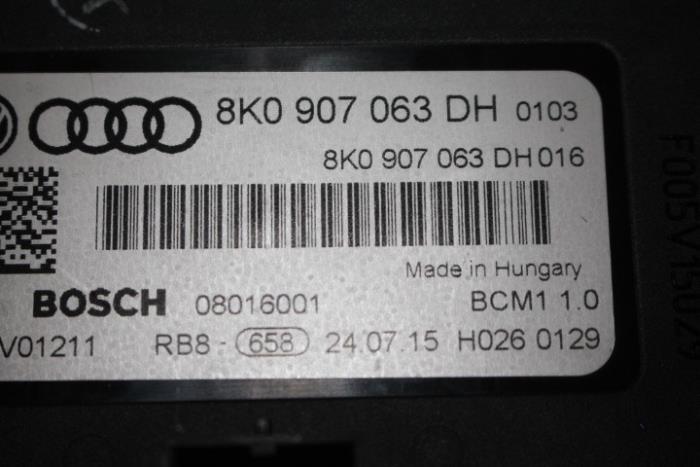 8K0 907 063 DH 0103
8K0 907 063 DH 016
Made in Hungary
BOSCH 08016001 BCM1 1.0
V01211 RB8 - 658 24.07.15 H026 0129
F005V15029